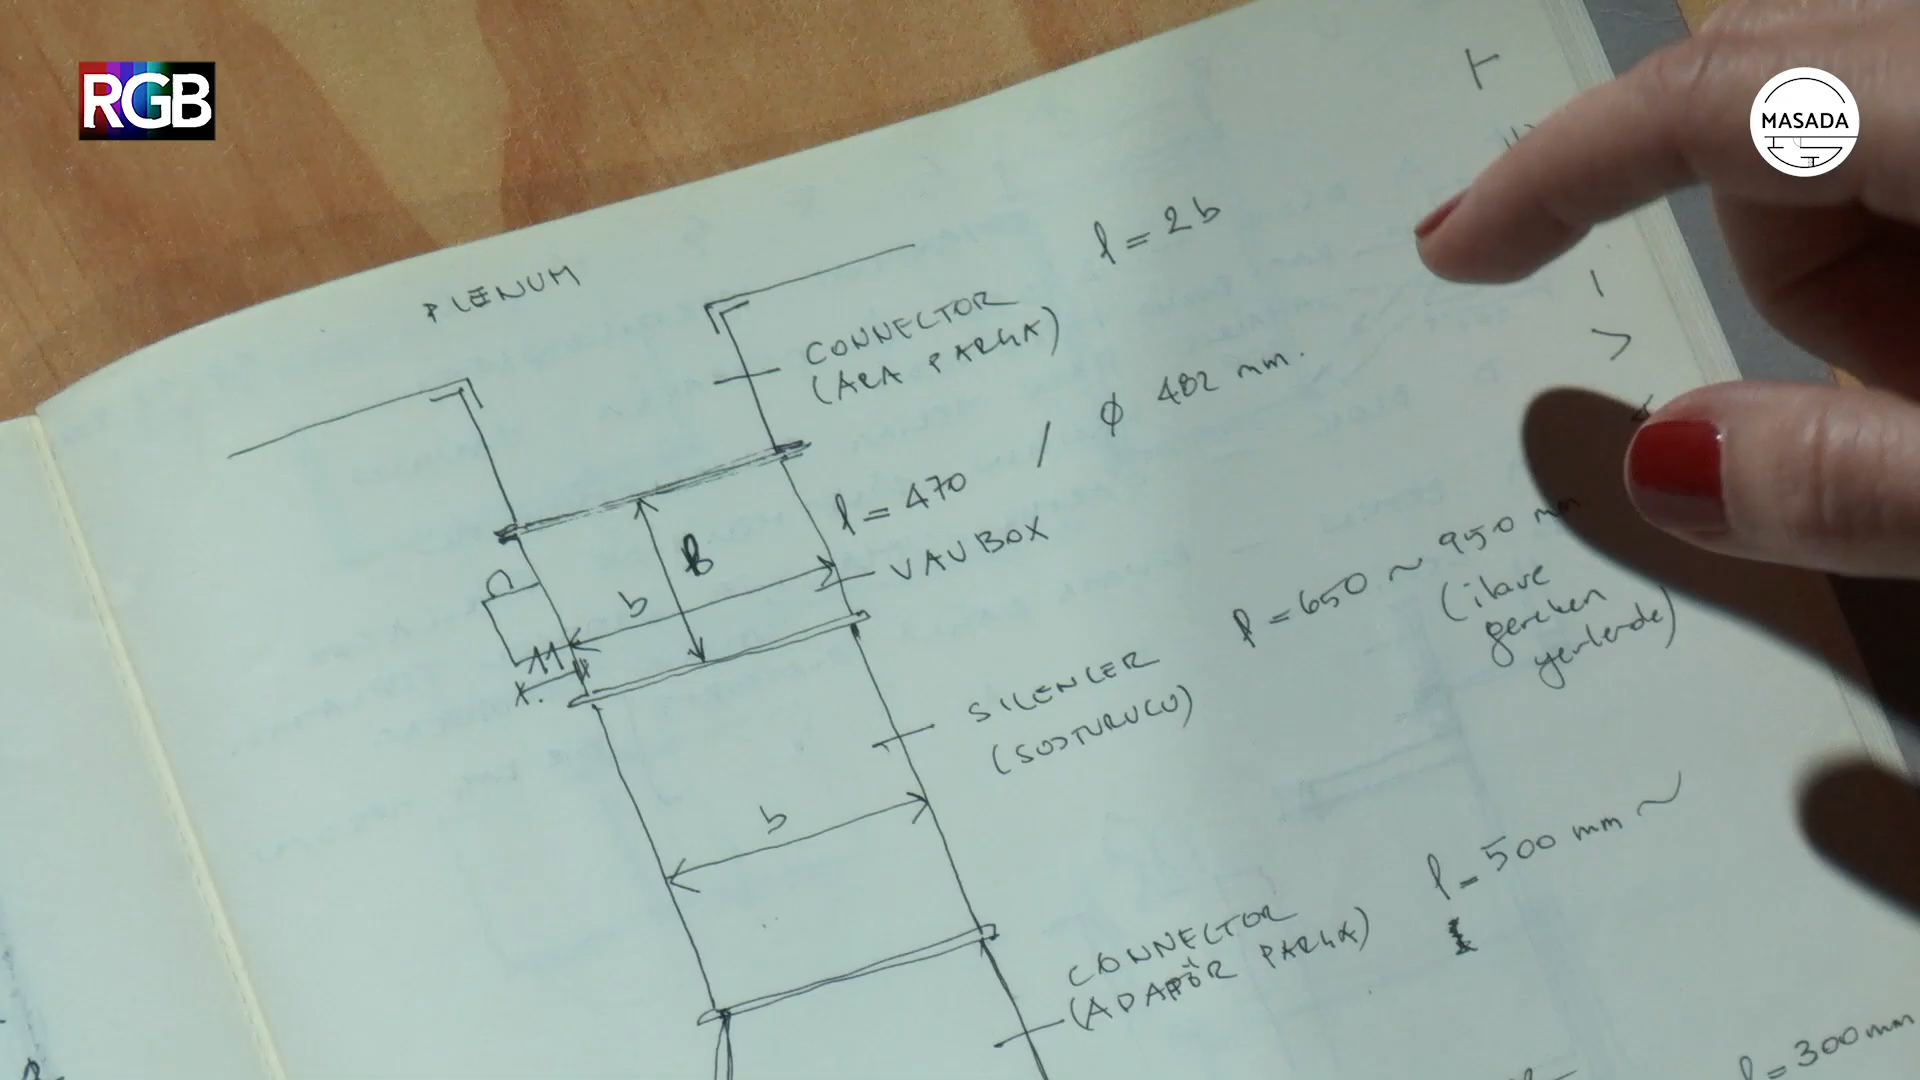 RGB
MASADA
PLENUM
l = 2b
CONNECTOR
(ARA PARÇA)
l = 470 / ø 482 mm.
VAV BOX
B
b
M
x.
l = 650 ~ 950 mm
(ilave
gereken
yerlerde)
SILENCER
(SUSTURUCU)
b
l = 500 mm ~
CONNECTOR
(ADAPTÖR PARÇA)
l = 300 mm